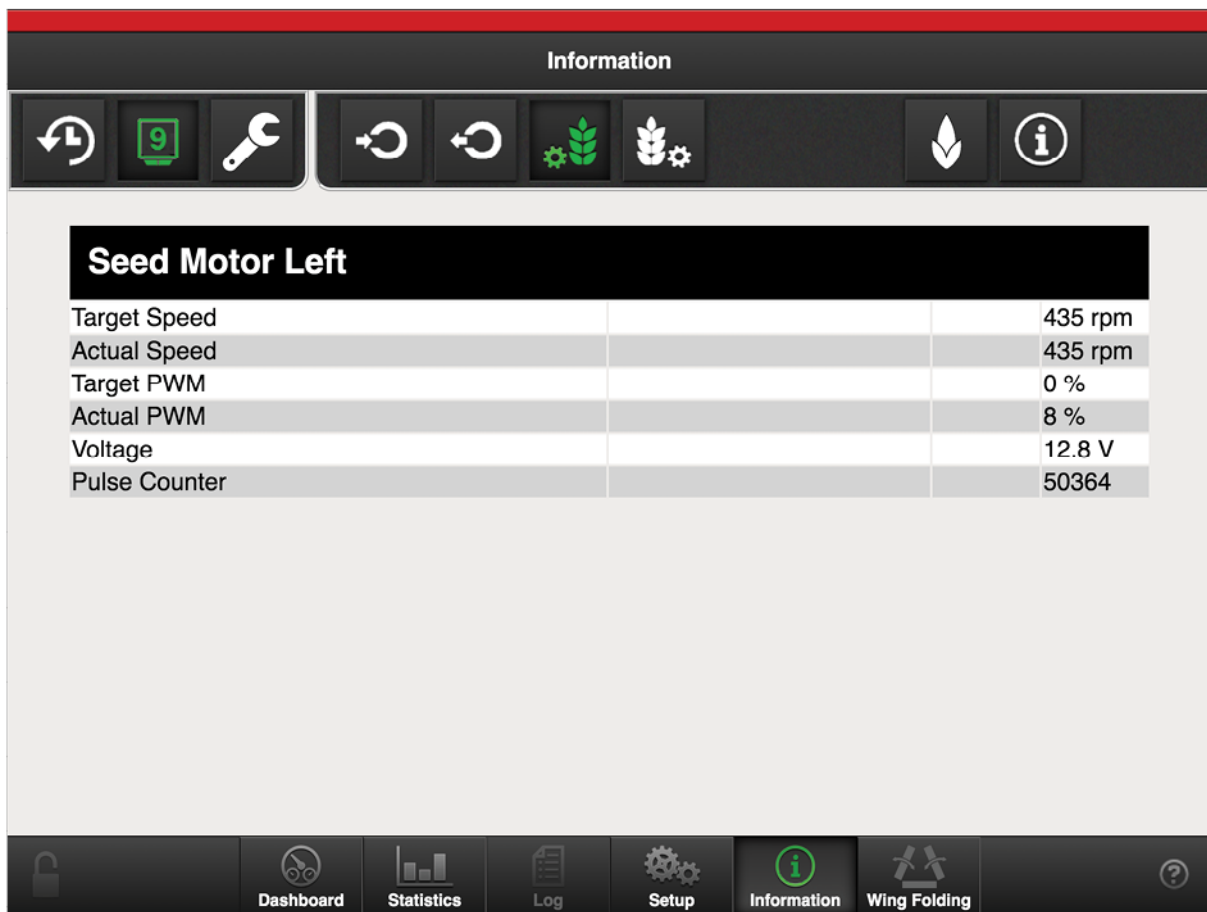 Information
9
Seed Motor Left
Target Speed 435 rpm
Actual Speed 435 rpm
Target PWM 0 %
Actual PWM 8 %
Voltage 12.8 V
Pulse Counter 50364
Dashboard Statistics Log Setup Information Wing Folding ?